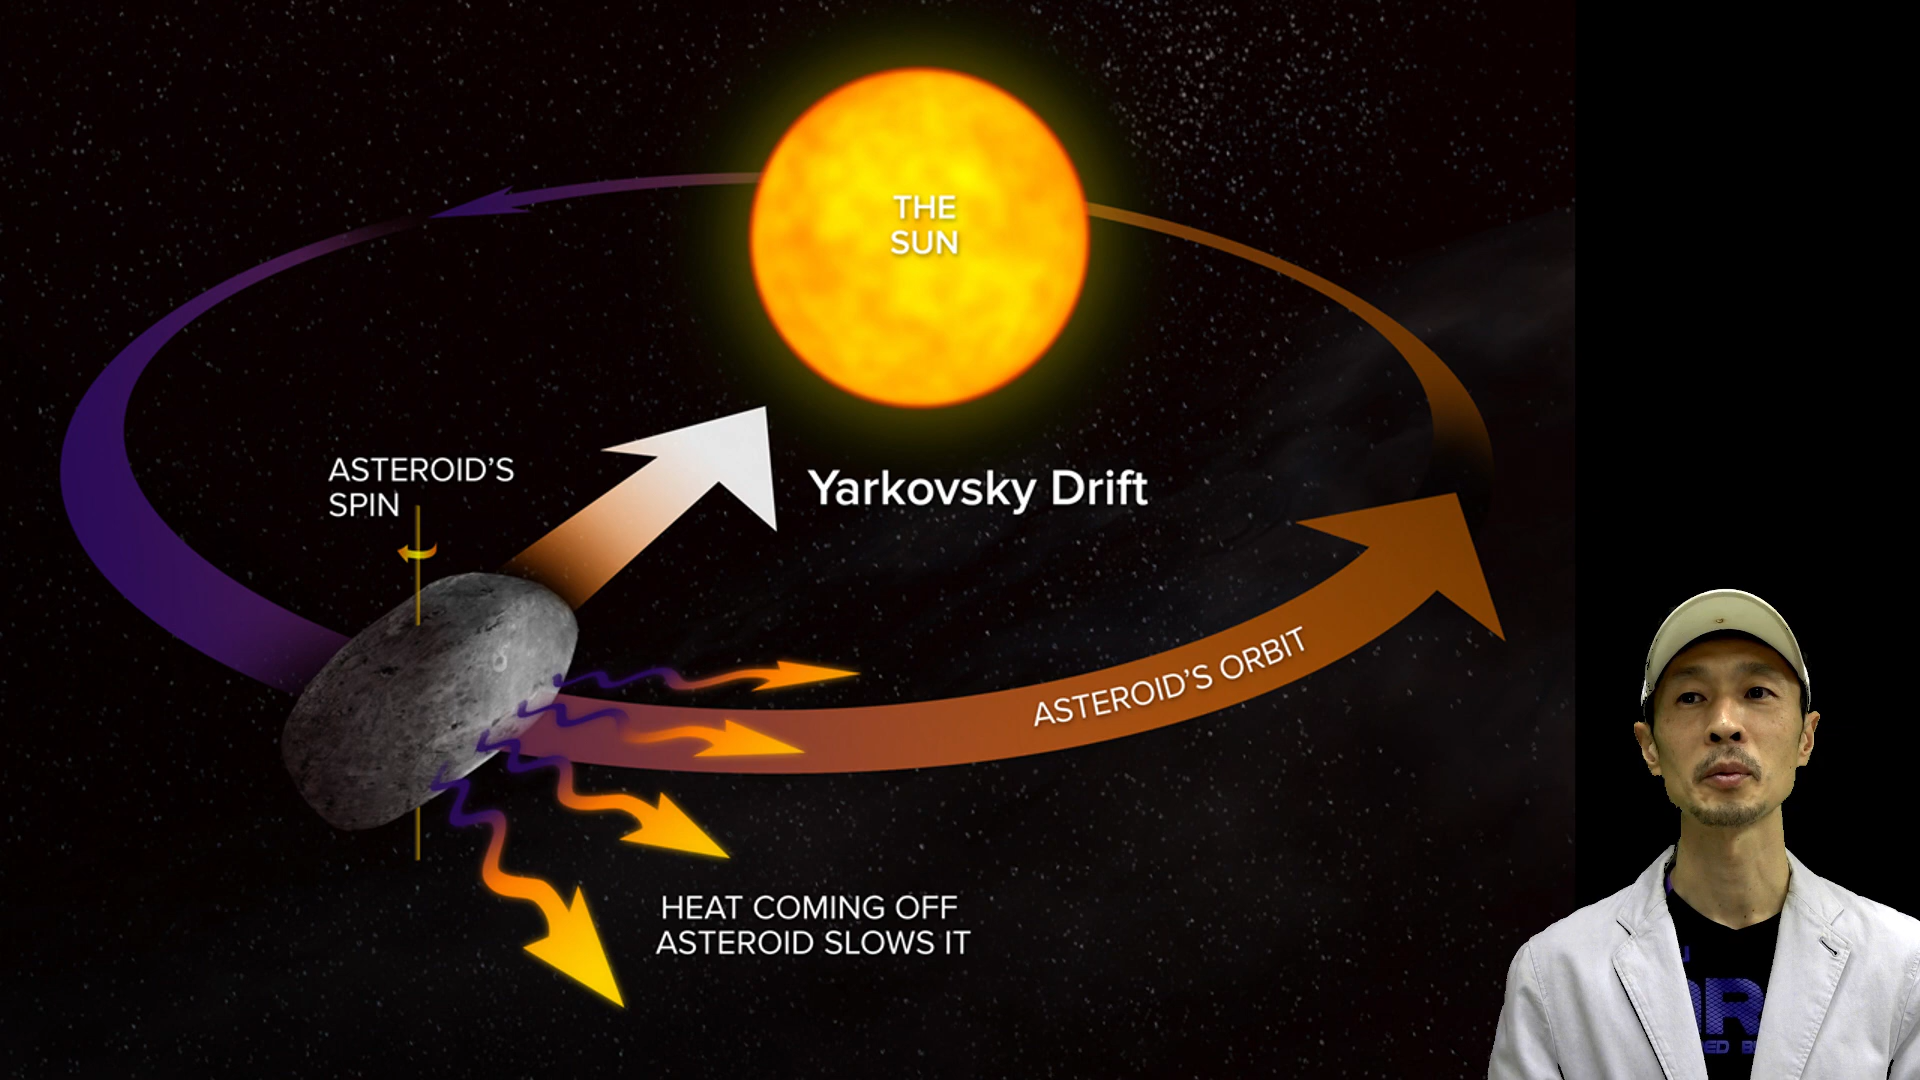 THE
SUN
ASTEROID’S
SPIN
Yarkovsky Drift
ASTEROID’S ORBIT
HEAT COMING OFF
ASTEROID SLOWS IT